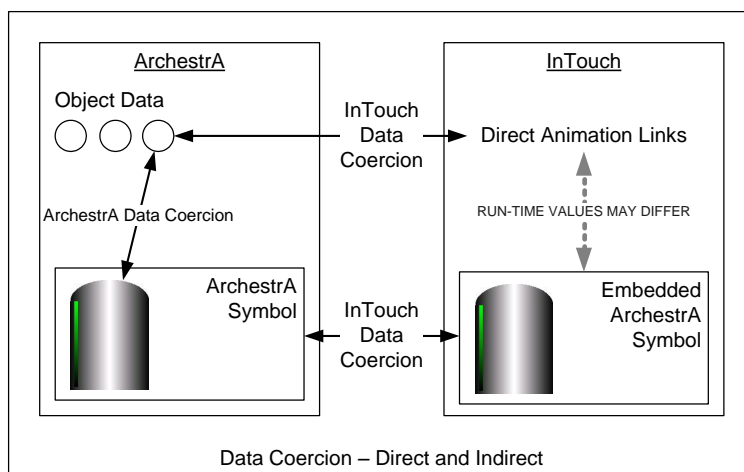 ArchestrA
InTouch
Object Data
InTouch
Data
Coercion
Direct Animation Links
ArchestrA Data Coercion
RUN-TIME VALUES MAY DIFFER
ArchestrA
Symbol
InTouch
Data
Coercion
Embedded
ArchestrA
Symbol
Data Coercion – Direct and Indirect